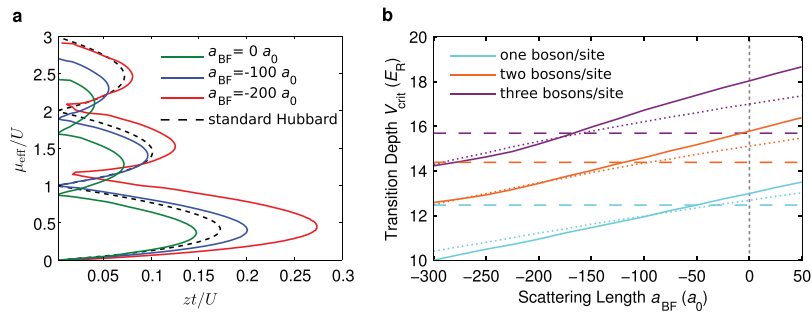 a
3
2.5
2
1.5
1
0.5
0
μeff/U
0.05
0.1
0.15
0.2
0.25
0.3
zt/U
aBF= 0 a0
aBF=-100 a0
aBF=-200 a0
standard Hubbard
b
20
18
16
14
12
10
Transition Depth Vcrit (ER)
−300
−250
−200
−150
−100
−50
0
50
Scattering Length aBF (a0)
one boson/site
two bosons/site
three bosons/site